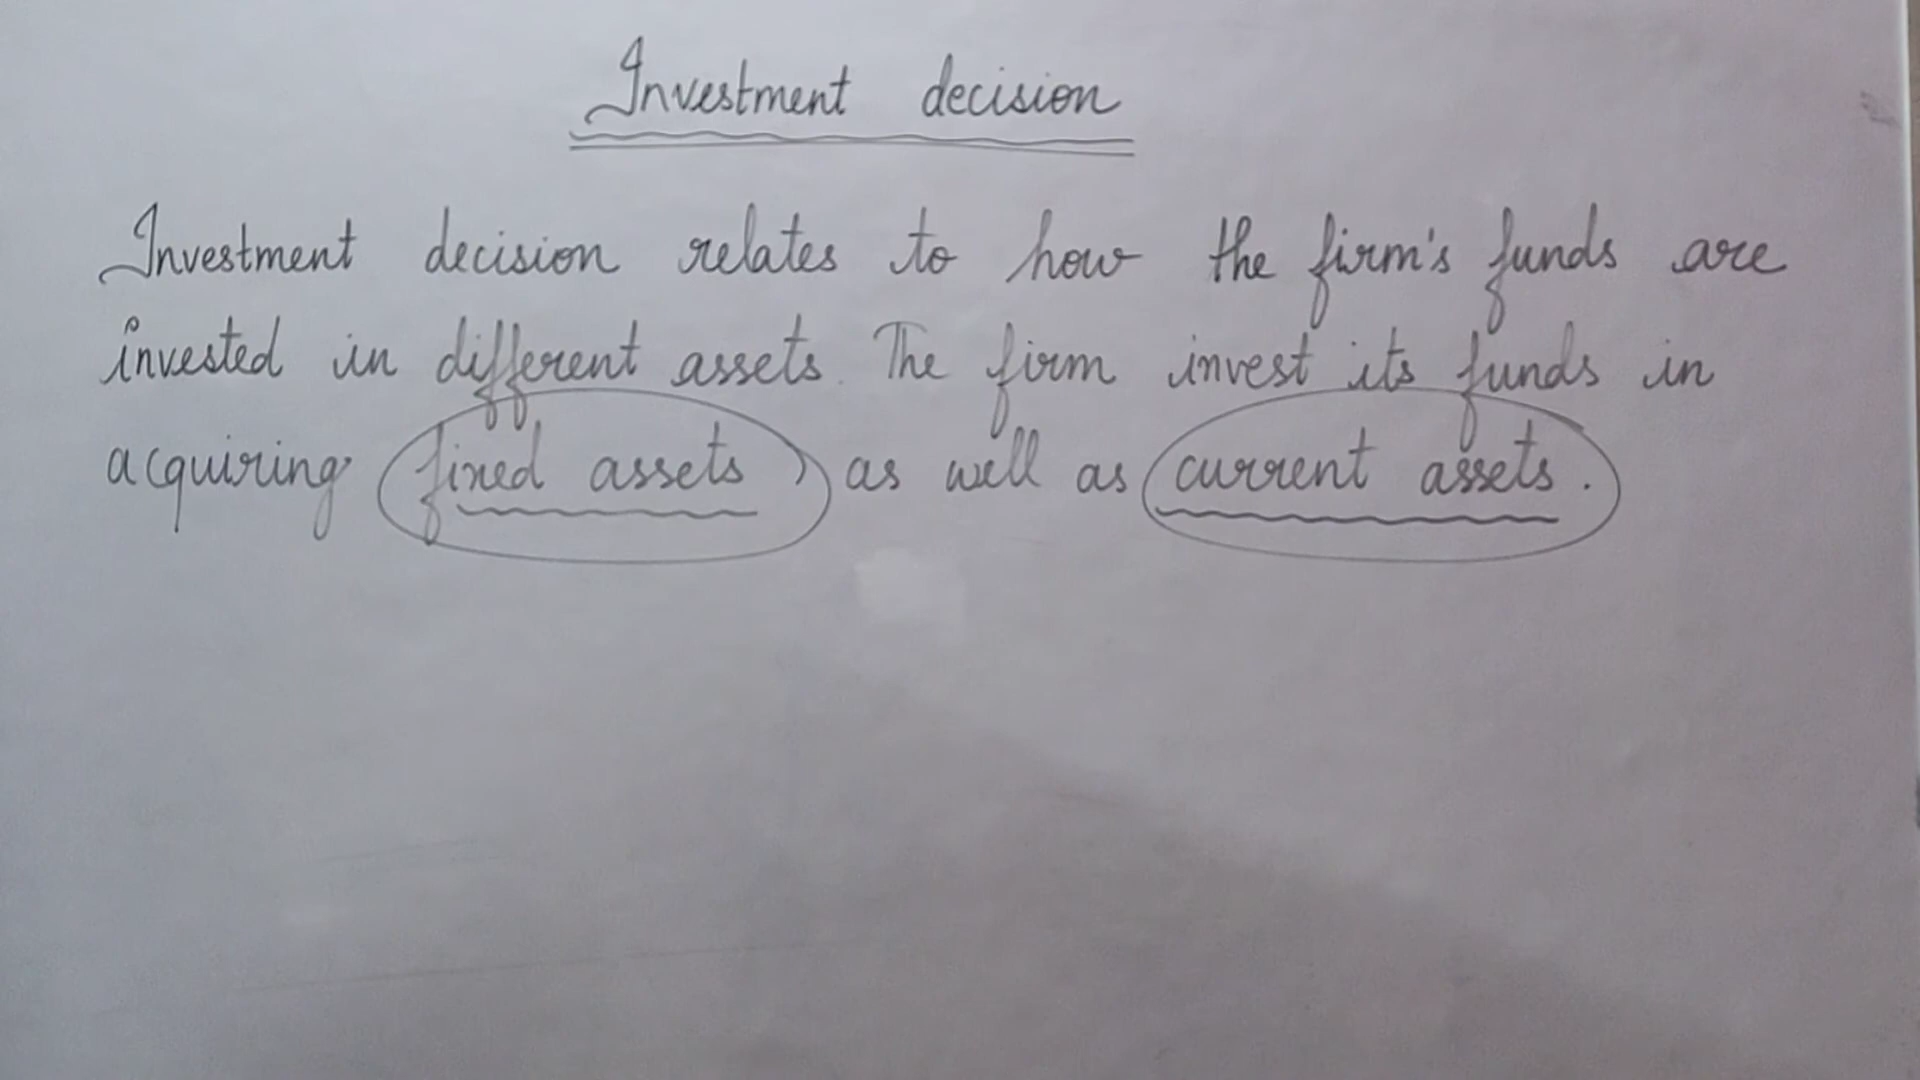 Investment decision
Investment decision relates to how the firm's funds are
invested in different assets. The firm invest its funds in
acquiring fixed assets, as well as current assets.